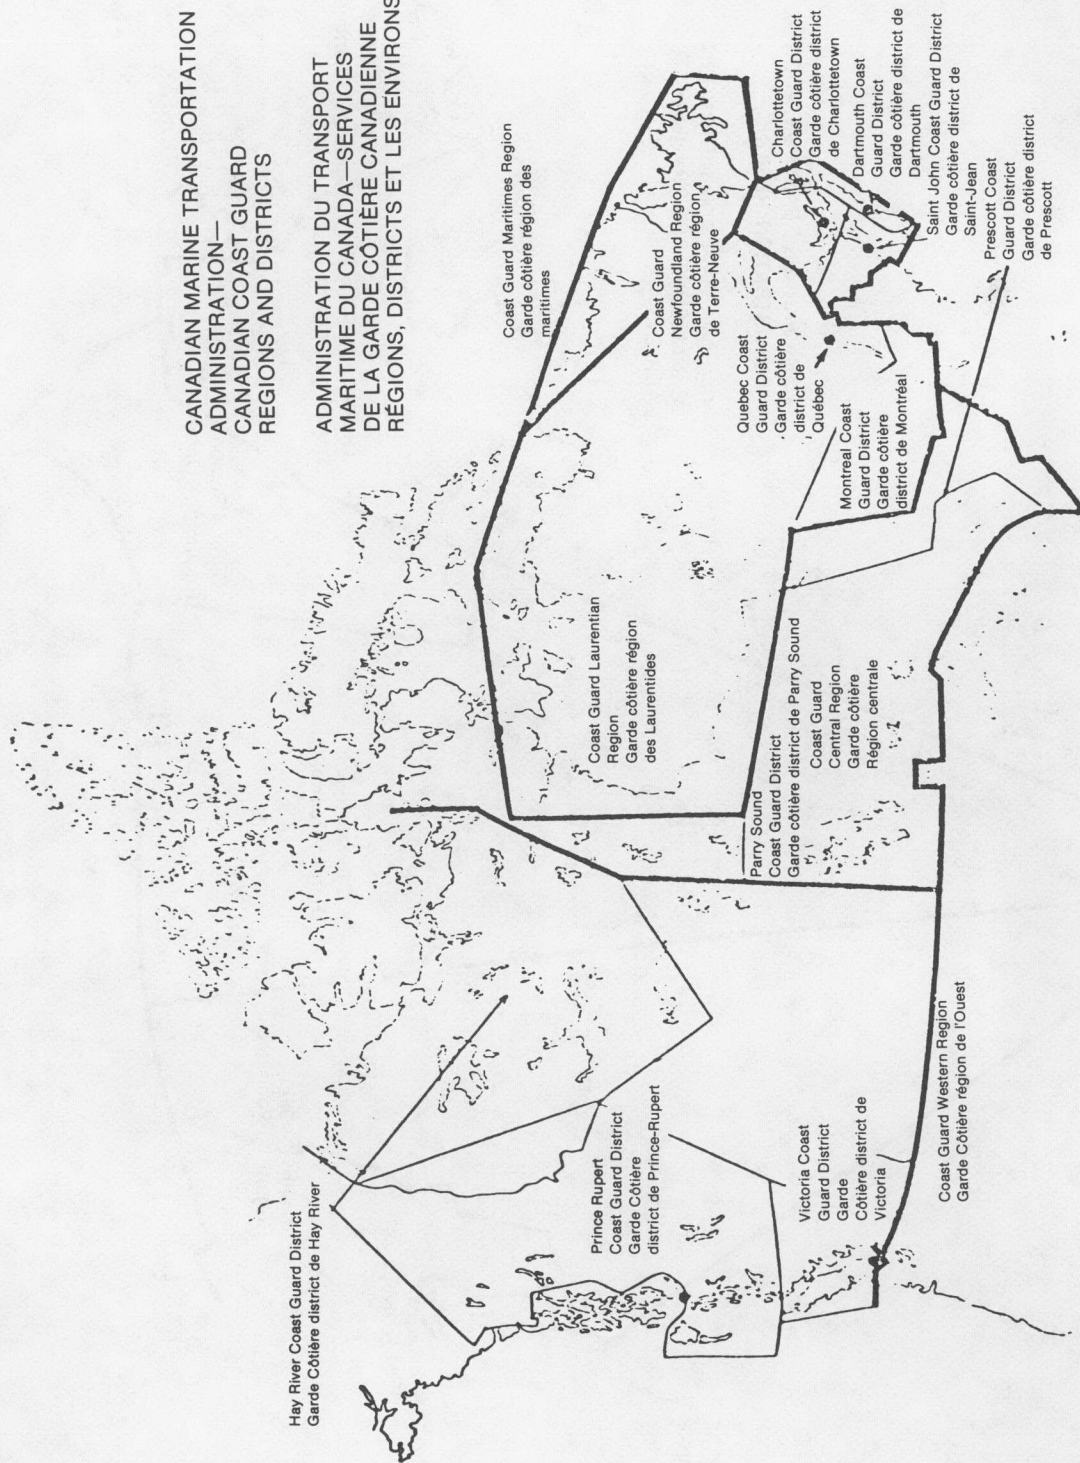 CANADIAN MARINE TRANSPORTATION
ADMINISTRATION—
CANADIAN COAST GUARD
REGIONS AND DISTRICTS
ADMINISTRATION DU TRANSPORT
MARITIME DU CANADA—SERVICES
DE LA GARDE CÔTIÈRE CANADIENNE
RÉGIONS, DISTRICTS ET LES ENVIRONS
Hay River Coast Guard District
Garde Côtière district de Hay River
Prince Rupert
Coast Guard District
Garde Côtière
district de Prince-Rupert
Victoria Coast
Guard District
Garde
Côtière district de
Victoria
Coast Guard Western Region
Garde Côtière région de l'Ouest
Parry Sound
Coast Guard District
Garde côtière district de Parry Sound
Coast Guard
Central Region
Garde côtière
Région centrale
Coast Guard Laurentian
Region
Garde côtière région
des Laurentides
Coast Guard Maritimes Region
Garde côtière région des
maritimes
Coast Guard
Newfoundland Region
Garde côtière région
de Terre-Neuve
Quebec Coast
Guard District
Garde côtière
district de
Québec
Montreal Coast
Guard District
Garde côtière
district de Montréal
Charlottetown
Coast Guard District
Garde côtière district
de Charlottetown
Dartmouth Coast
Guard District
Garde côtière district de
Dartmouth
Saint John Coast Guard District
Garde côtière district de
Saint-Jean
Prescott Coast
Guard District
Garde côtière district
de Prescott